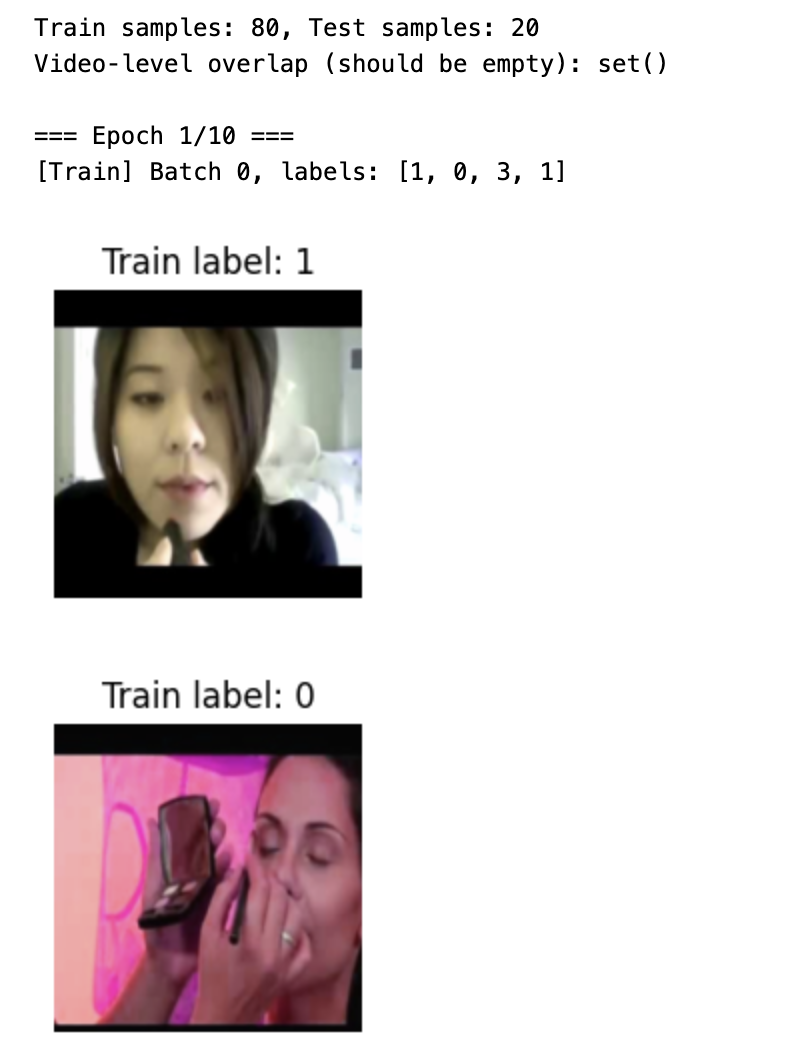 Train samples: 80, Test samples: 20
Video-level overlap (should be empty): set()
=== Epoch 1/10 ===
[Train] Batch 0, labels: [1, 0, 3, 1]
Train label: 1
Train label: 0